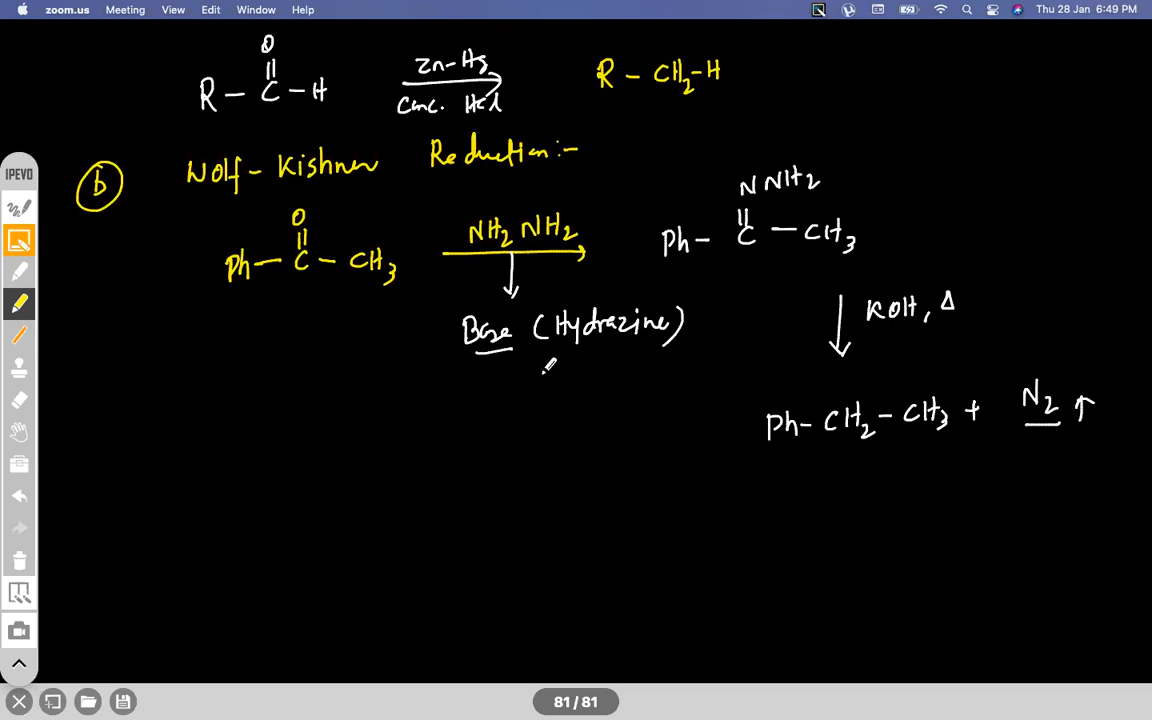 zoom.us Meeting View Edit Window Help Thu 28 Jan 6:49 PM
O
||
R – C – H Zn-Hg R – CH2-H
Conc. HCl
IPEVO
b Wolf - Kishner Reduction :-
O NNH2
|| ||
Ph – C – CH3 NH2 NH2 Ph – C – CH3
Base (Hydrazine) KOH, Δ
Ph- CH2 - CH3 + N2 ↑
81 / 81